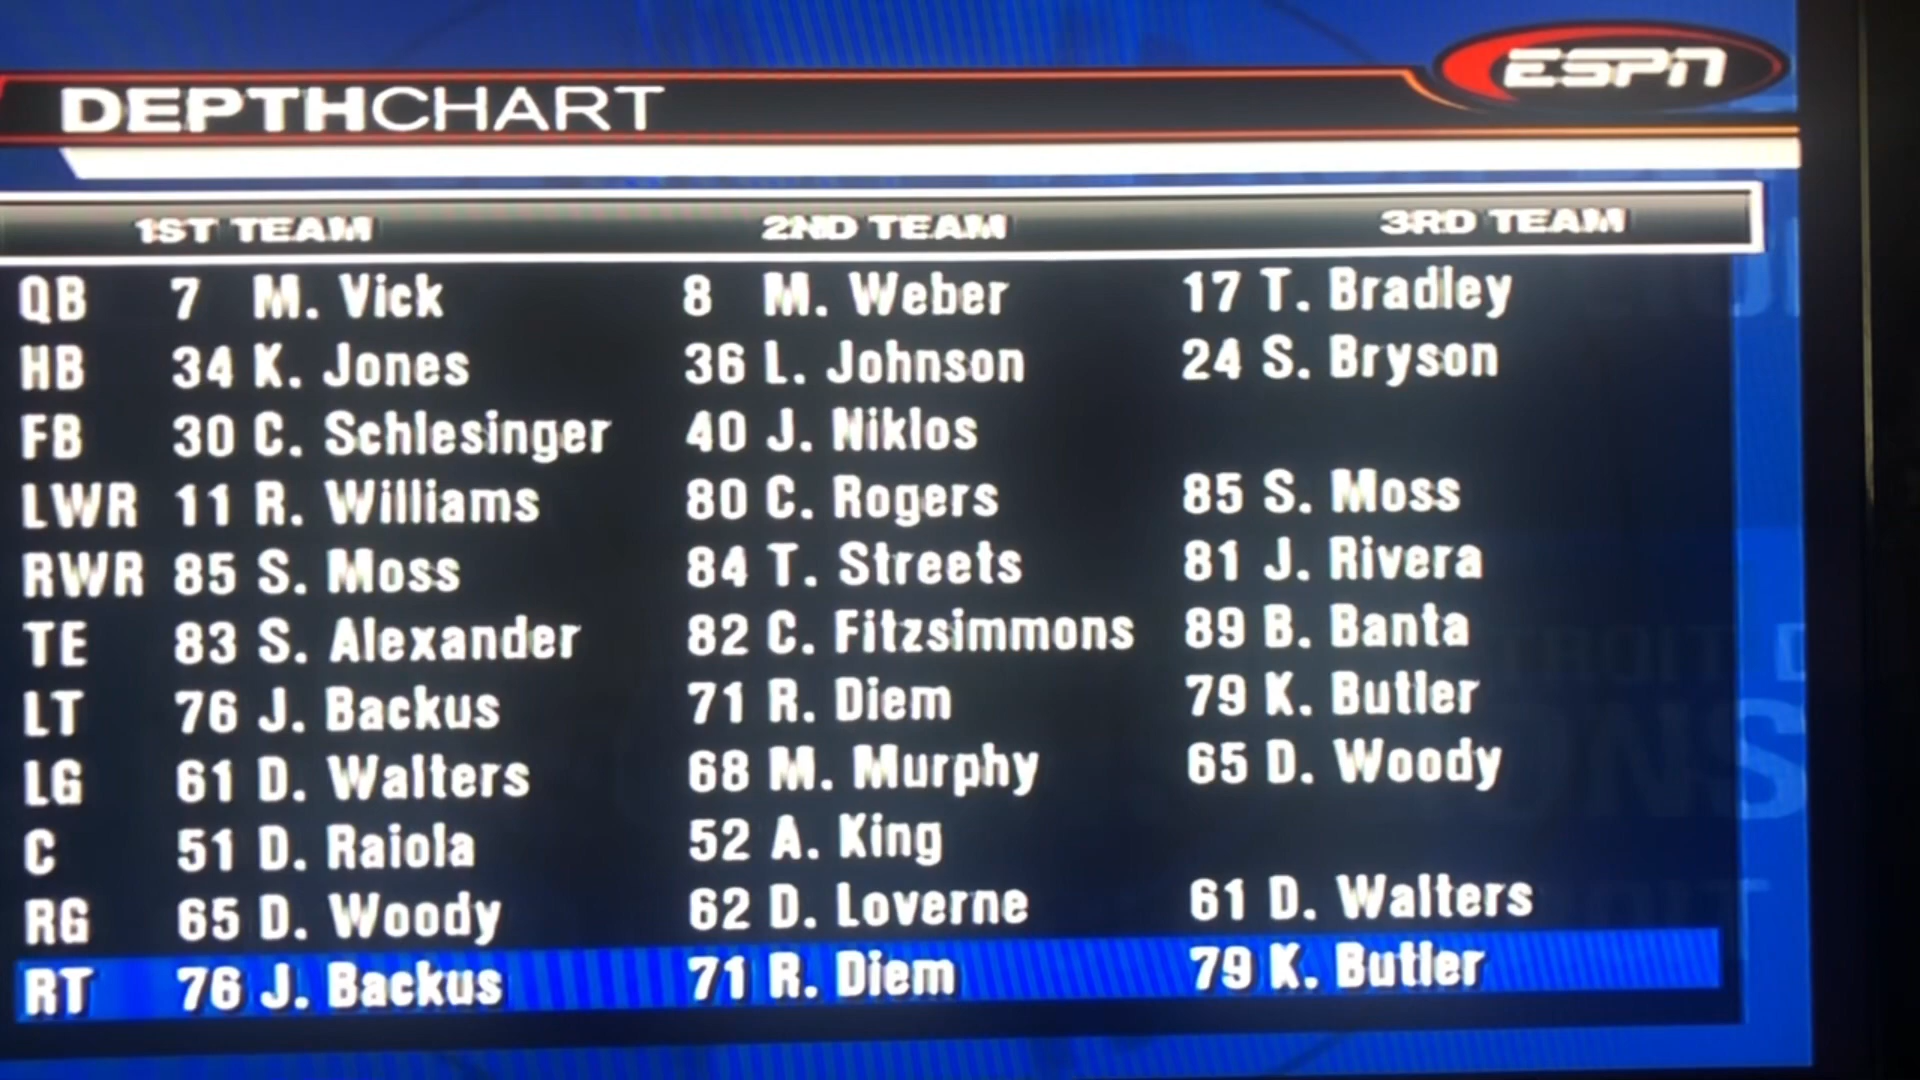 ESPN
DEPTHCHART
1ST TEAM 2ND TEAM 3RD TEAM
QB 7 M. Vick 8 M. Weber 17 T. Bradley
HB 34 K. Jones 36 L. Johnson 24 S. Bryson
FB 30 C. Schlesinger 40 J. Niklos
LWR 11 R. Williams 80 C. Rogers 85 S. Moss
RWR 85 S. Moss 84 T. Streets 81 J. Rivera
TE 83 S. Alexander 82 C. Fitzsimmons 89 B. Banta
LT 76 J. Backus 71 R. Diem 79 K. Butler
LG 61 D. Walters 68 M. Murphy 65 D. Woody
C 51 D. Raiola 52 A. King
RG 65 D. Woody 62 D. Loverne 61 D. Walters
RT 76 J. Backus 71 R. Diem 79 K. Butler